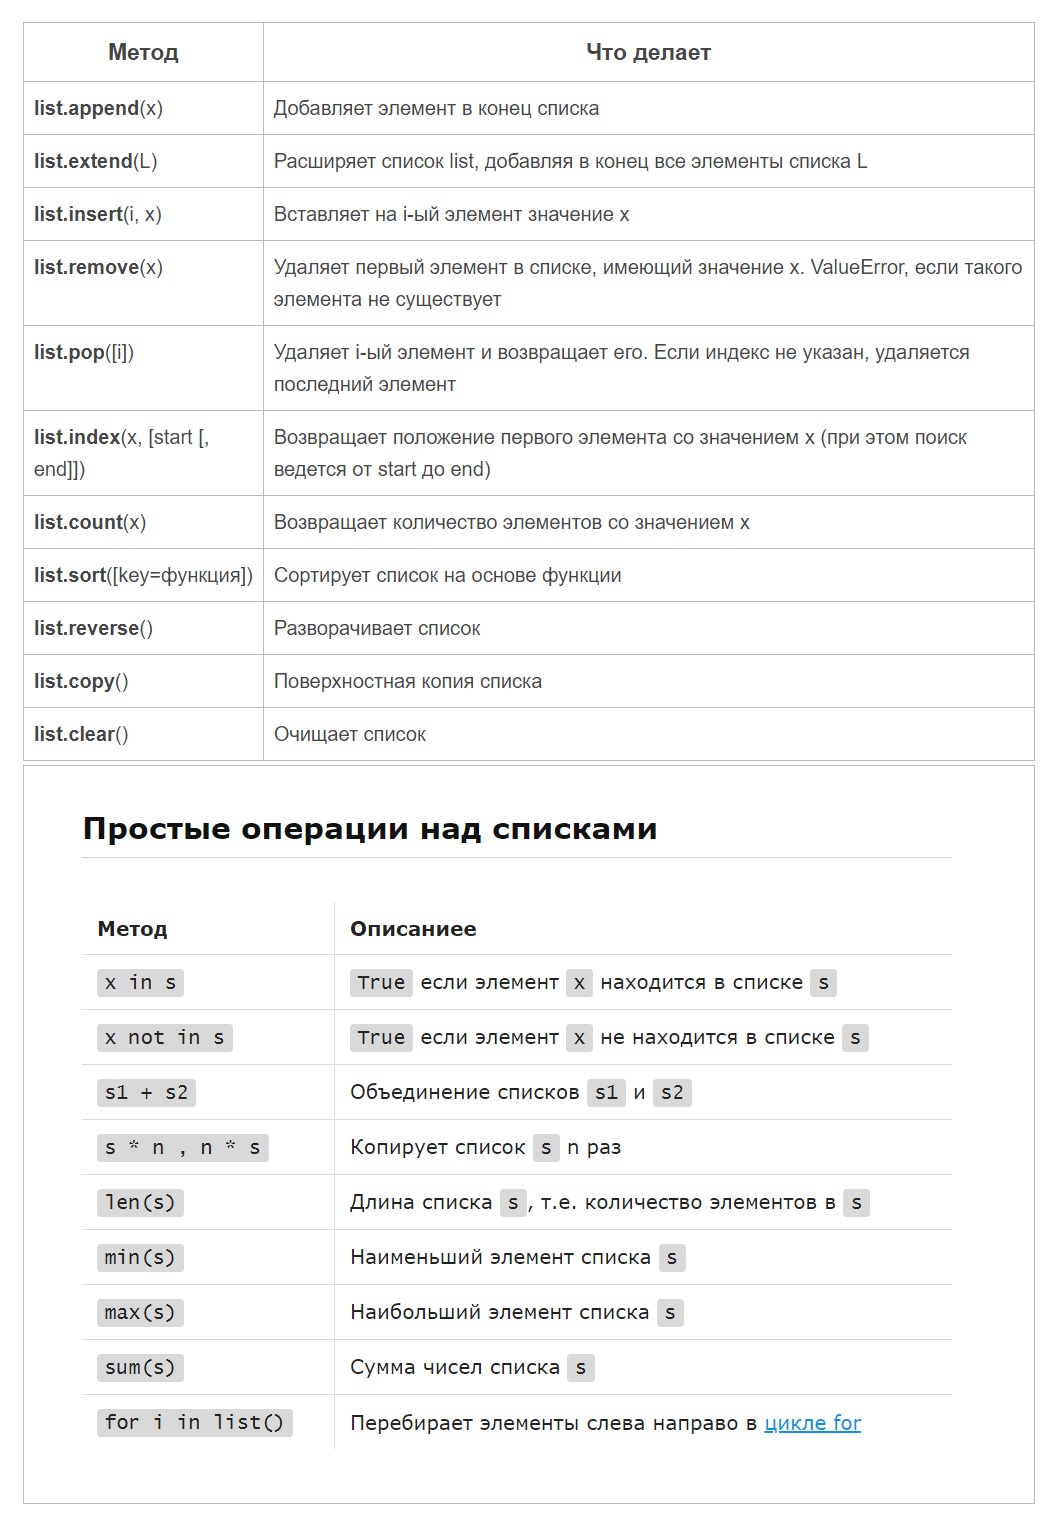 Метод Что делает
list.append(x) Добавляет элемент в конец списка
list.extend(L) Расширяет список list, добавляя в конец все элементы списка L
list.insert(i, x) Вставляет на i-ый элемент значение x
list.remove(x) Удаляет первый элемент в списке, имеющий значение x. ValueError, если такого
элемента не существует
list.pop([i]) Удаляет i-ый элемент и возвращает его. Если индекс не указан, удаляется
последний элемент
list.index(x, [start [, Возвращает положение первого элемента со значением x (при этом поиск
end]]) ведется от start до end)
list.count(x) Возвращает количество элементов со значением x
list.sort([key=функция]) Сортирует список на основе функции
list.reverse() Разворачивает список
list.copy() Поверхностная копия списка
list.clear() Очищает список
Простые операции над списками
Метод Описаниее
x in s True если элемент x находится в списке s
x not in s True если элемент x не находится в списке s
s1 + s2 Объединение списков s1 и s2
s * n , n * s Копирует список s n раз
len(s) Длина списка s, т.е. количество элементов в s
min(s) Наименьший элемент списка s
max(s) Наибольший элемент списка s
sum(s) Сумма чисел списка s
for i in list() Перебирает элементы слева направо в цикле for